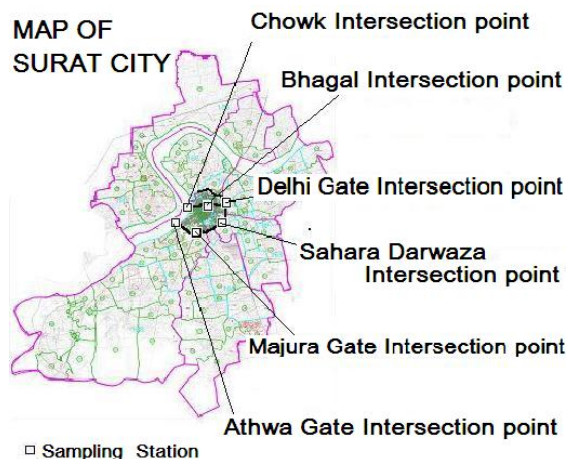 MAP OF
SURAT CITY
Chowk Intersection point
Bhagal Intersection point
Delhi Gate Intersection point
Sahara Darwaza
Intersection point
Majura Gate Intersection point
Athwa Gate Intersection point
Sampling Station